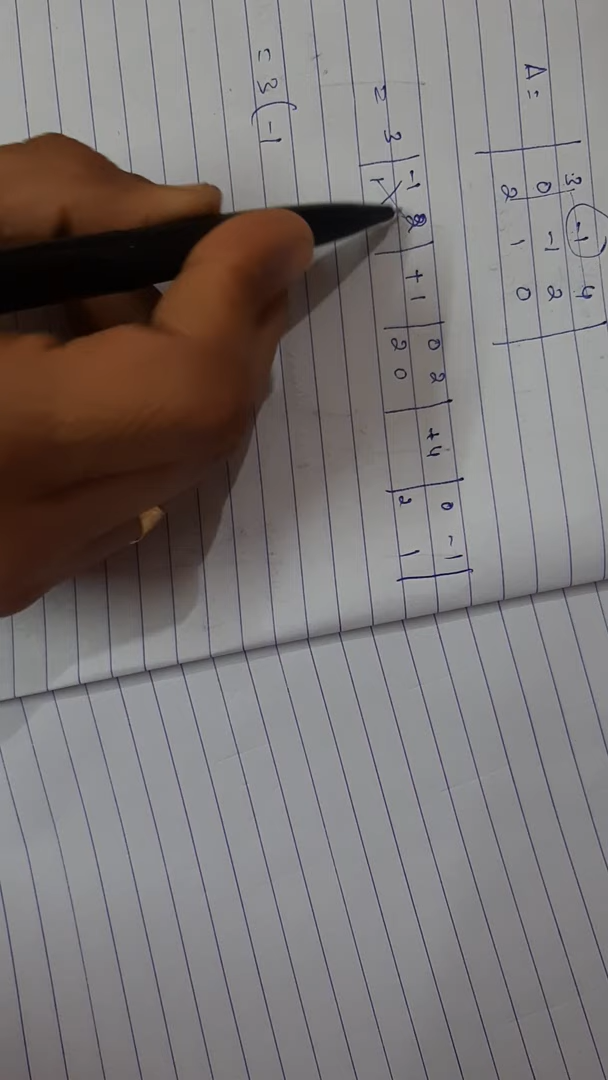 A =
| 3 -1 4 |
| 0 -1 2 |
| 2 1 0 |
= 3 | -1 2 | + 1 | 0 2 | + 4 | 0 -1 |
| 1 | | 2 0 | | 2 1 |
= 3 ( -1